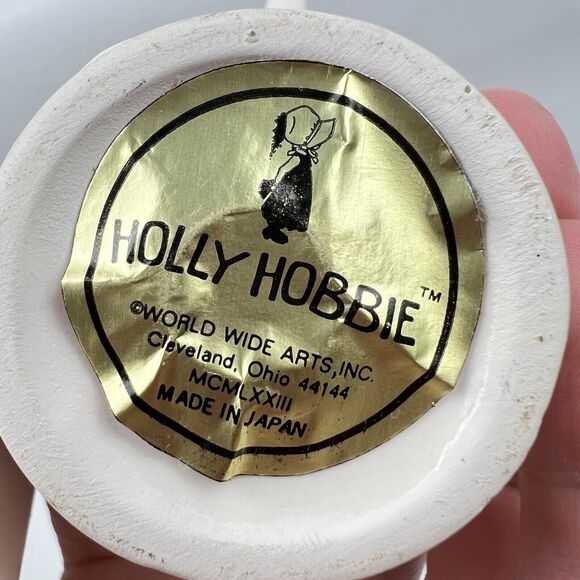 HOLLY HOBBIE™
©WORLD WIDE ARTS, INC.
Cleveland, Ohio 44144
MCMLXXIII
MADE IN JAPAN